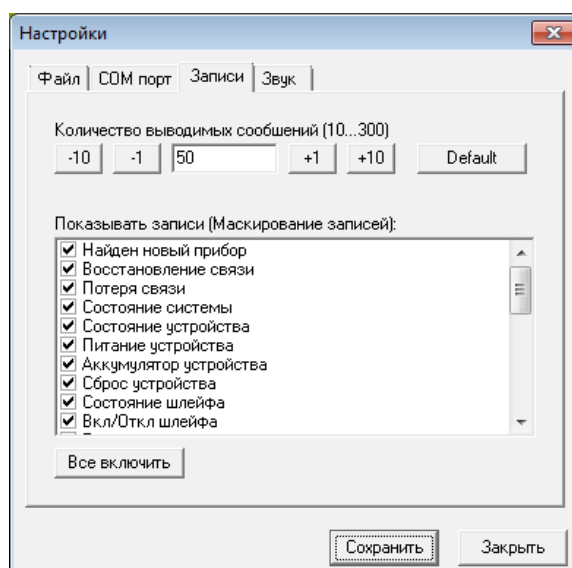 Настройки
Файл COM порт Записи Звук
Количество выводимых сообщений (10...300)
-10 -1 50 +1 +10 Default
Показывать записи (Маскирование записей):
Найден новый прибор
Восстановление связи
Потеря связи
Состояние системы
Состояние устройства
Питание устройства
Аккумулятор устройства
Сброс устройства
Состояние шлейфа
Вкл/Откл шлейфа
Все включить
Сохранить Закрыть